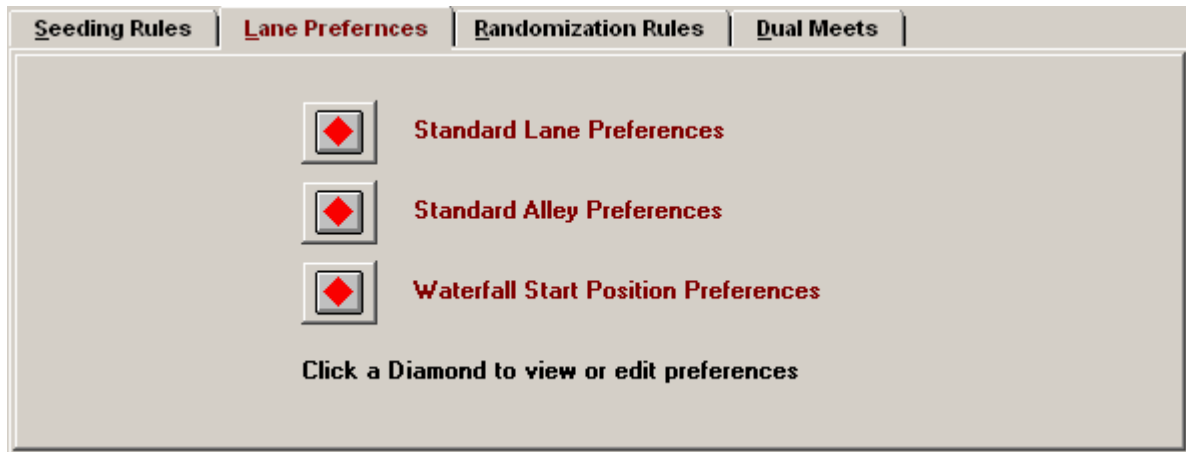 Seeding Rules Lane Prefernces Randomization Rules Dual Meets
Standard Lane Preferences
Standard Alley Preferences
Waterfall Start Position Preferences
Click a Diamond to view or edit preferences